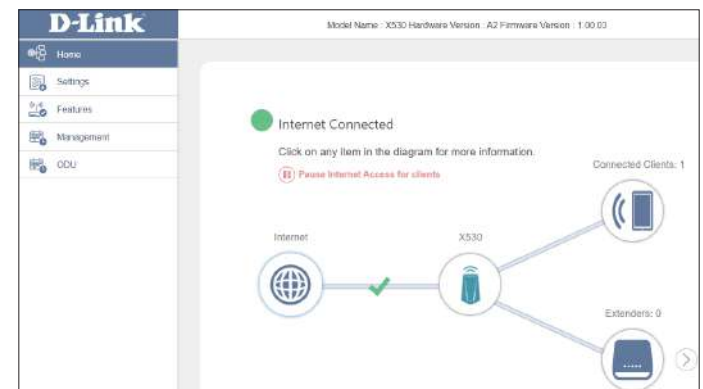 D-Link
Model Name : X530 Hardware Version : A2 Firmware Version : 1.00.03
Home
Settings
Features
Management
ODU
Internet Connected
Click on any item in the diagram for more information.
Pause Internet Access for clients
Connected Clients: 1
Internet
X530
Extenders: 0